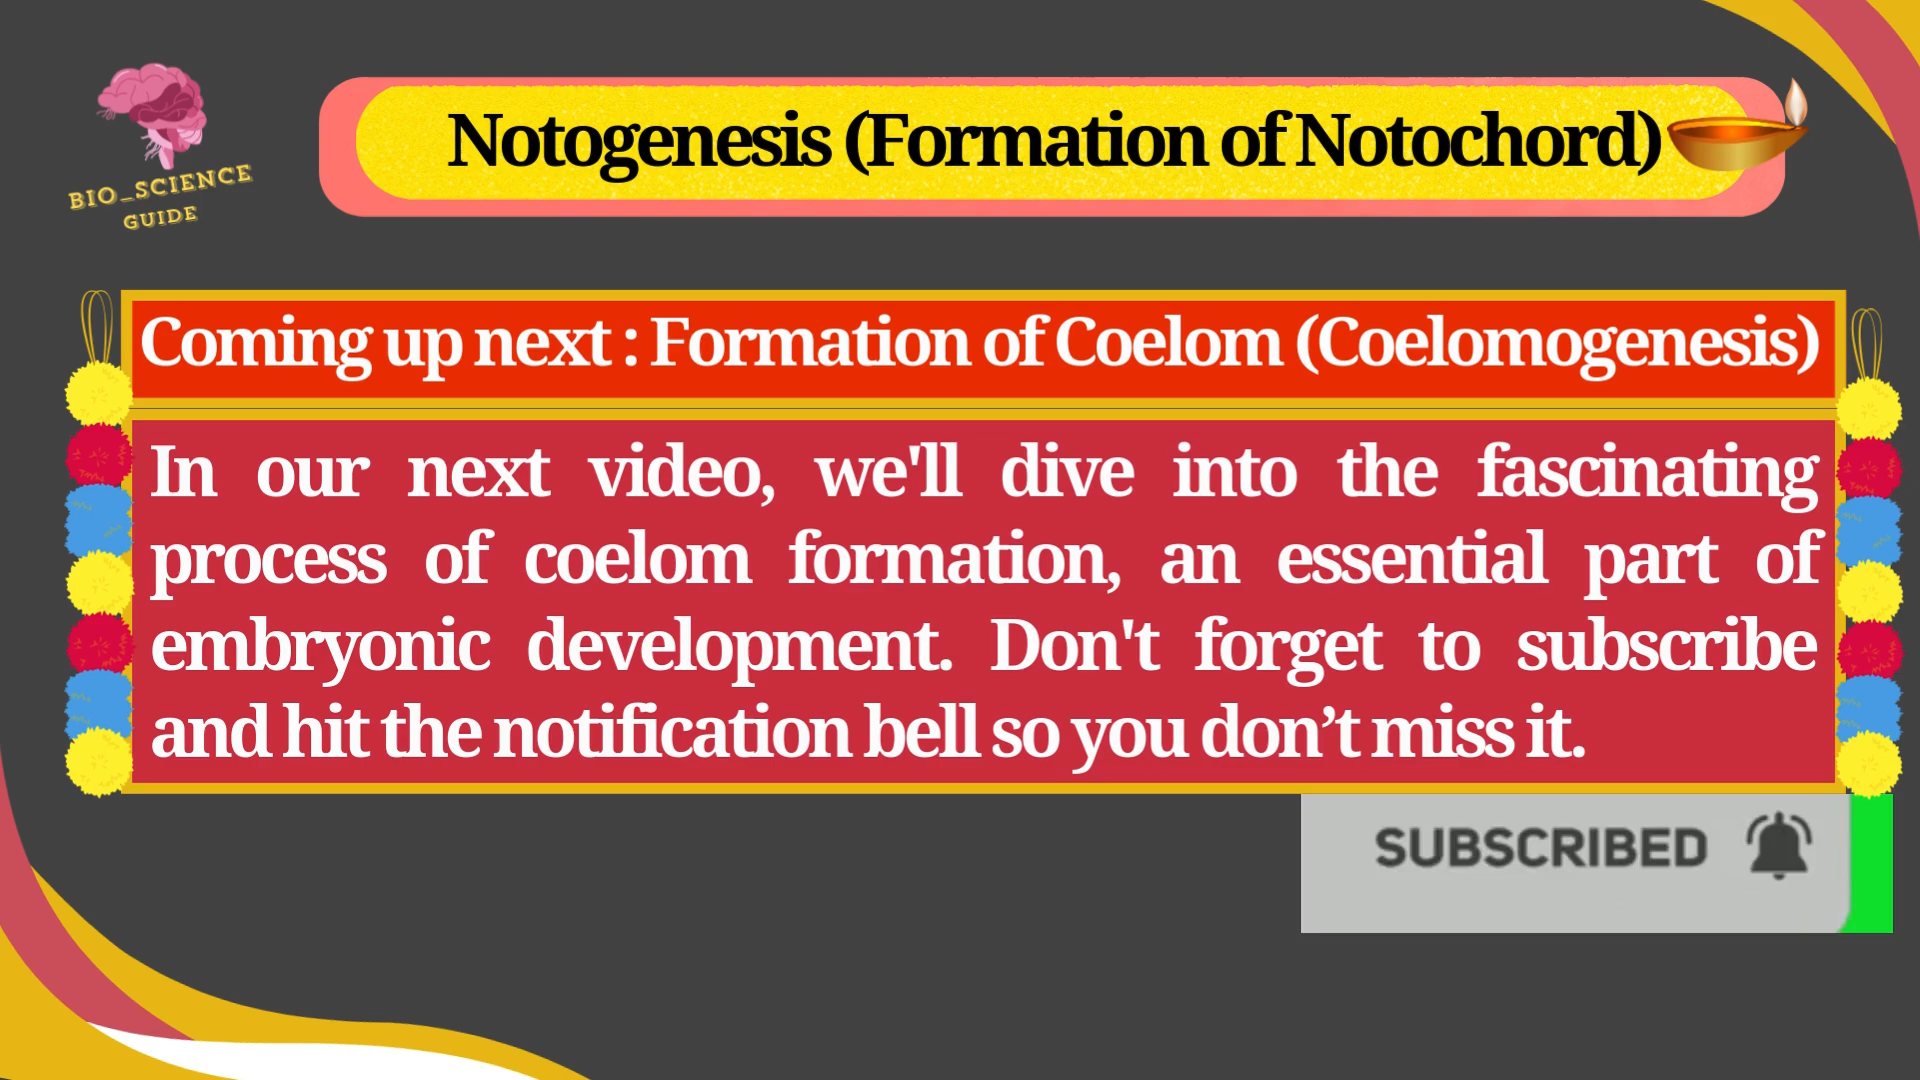 BIO_SCIENCE
GUIDE
Notogenesis (Formation of Notochord)
Coming up next : Formation of Coelom (Coelomogenesis)
In our next video, we'll dive into the fascinating
process of coelom formation, an essential part of
embryonic development. Don't forget to subscribe
and hit the notification bell so you don’t miss it.
SUBSCRIBED